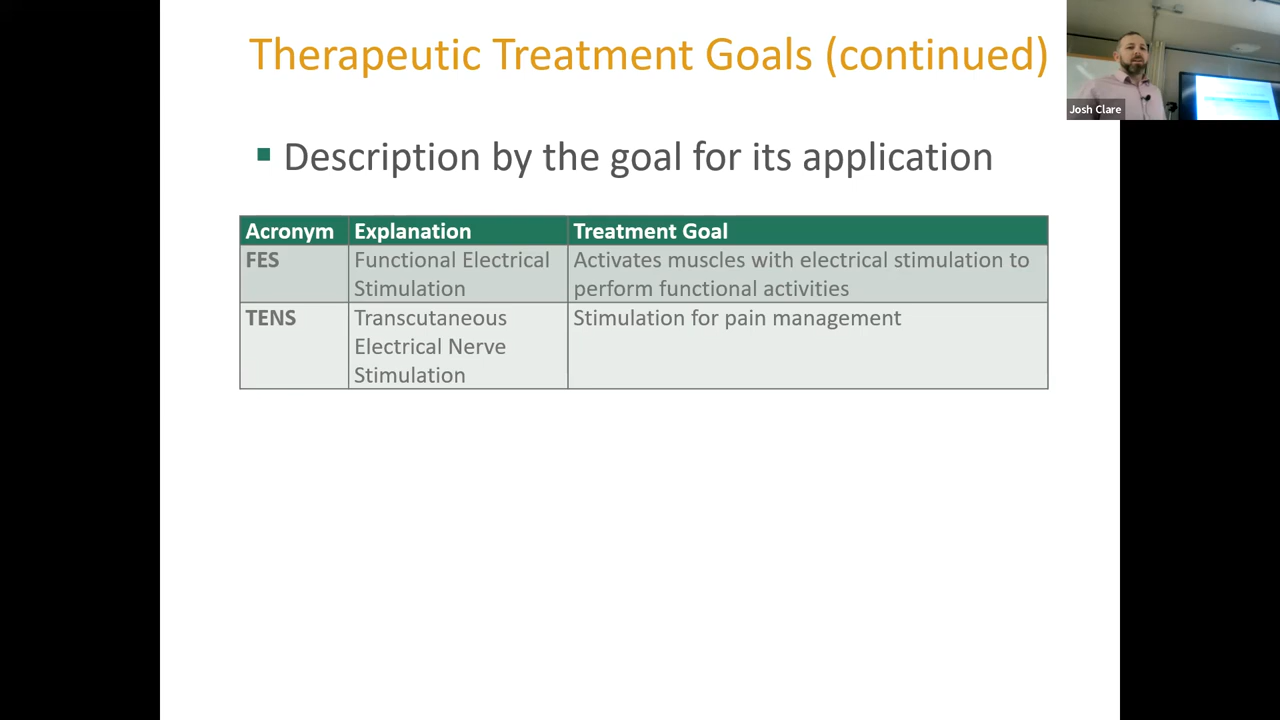 Therapeutic Treatment Goals (continued)
Josh Clare
Description by the goal for its application
Acronym Explanation Treatment Goal
FES Functional Electrical Activates muscles with electrical stimulation to
Stimulation perform functional activities
TENS Transcutaneous Stimulation for pain management
Electrical Nerve
Stimulation